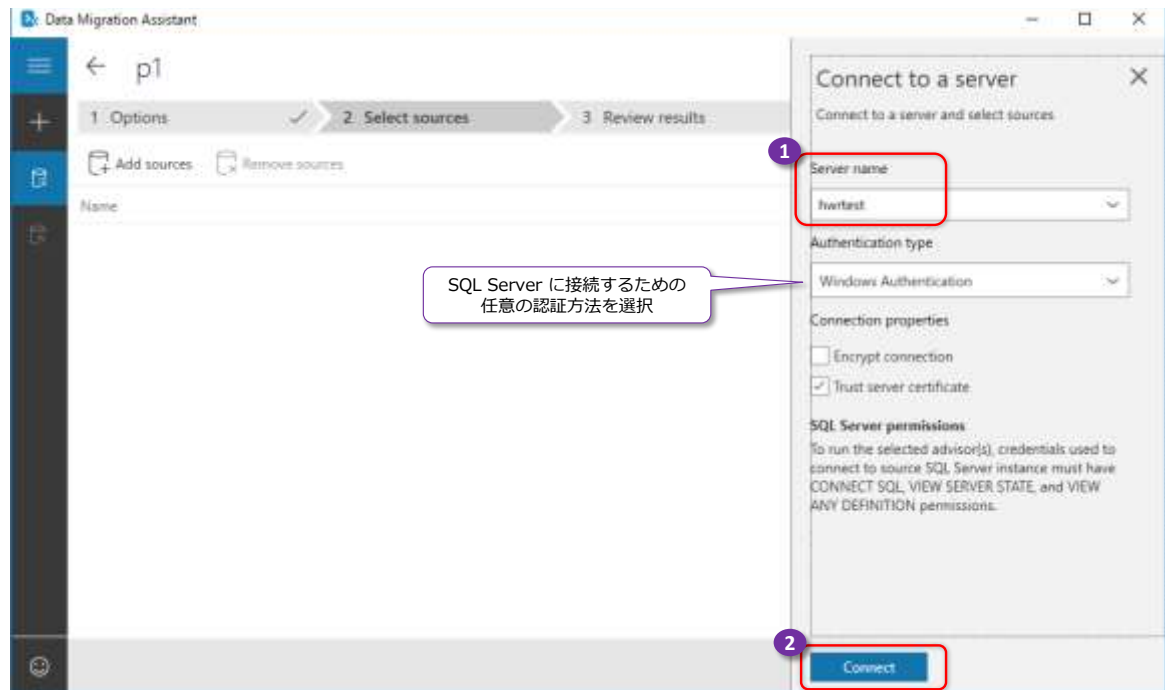 Data Migration Assistant
p1
1 Options
2 Select sources
3 Review results
Add sources
Remove sources
Name
Connect to a server
Connect to a server and select sources
1
Server name
hwrtest
Authentication type
Windows Authentication
SQL Server に接続するための
任意の認証方法を選択
Connection properties
Encrypt connection
Trust server certificate
SQL Server permissions
To run the selected advisor(s), credentials used to
connect to source SQL Server instance must have
CONNECT SQL, VIEW SERVER STATE, and VIEW
ANY DEFINITION permissions.
2
Connect